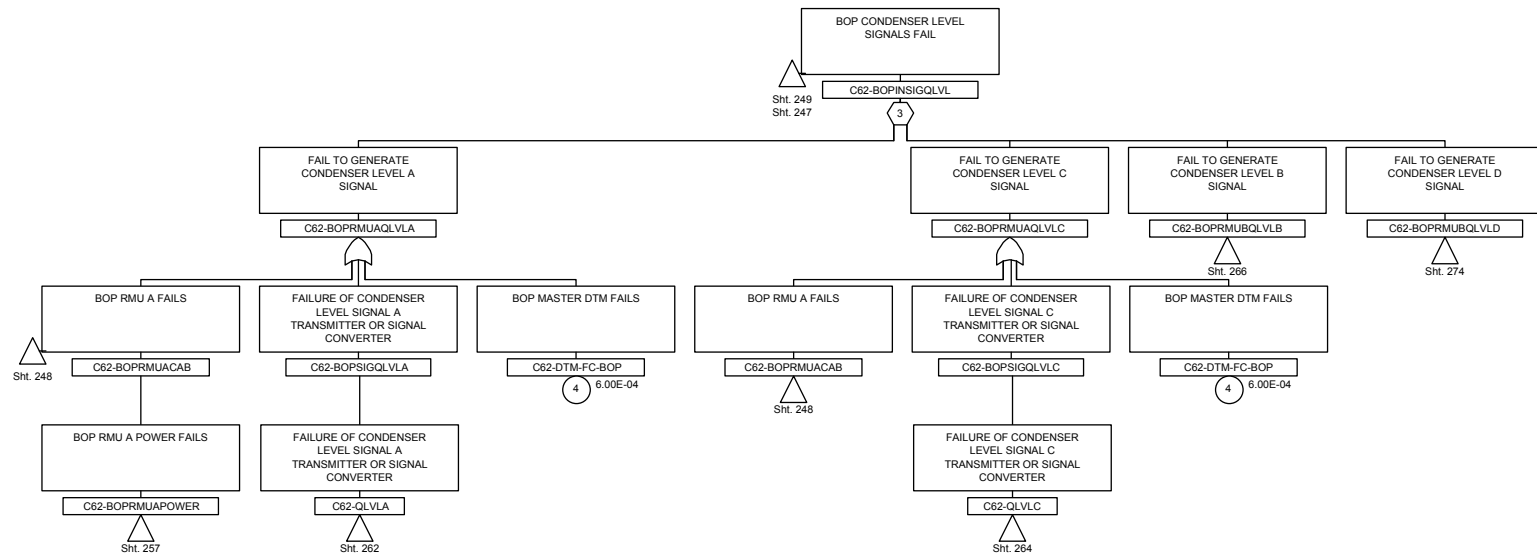 BOP CONDENSER LEVEL
SIGNALS FAIL
Sht. 249
Sht. 247
C62-BOPINSIGQLVL
3
FAIL TO GENERATE
CONDENSER LEVEL A
SIGNAL
C62-BOPRMUAQLVLA
FAIL TO GENERATE
CONDENSER LEVEL C
SIGNAL
C62-BOPRMUAQLVLC
FAIL TO GENERATE
CONDENSER LEVEL B
SIGNAL
C62-BOPRMUBQLVLB
Sht. 266
FAIL TO GENERATE
CONDENSER LEVEL D
SIGNAL
C62-BOPRMUBQLVLD
Sht. 274
BOP RMU A FAILS
Sht. 248
C62-BOPRMUACAB
FAILURE OF CONDENSER
LEVEL SIGNAL A
TRANSMITTER OR SIGNAL
CONVERTER
C62-BOPSIGQLVLA
BOP MASTER DTM FAILS
C62-DTM-FC-BOP
4
6.00E-04
BOP RMU A FAILS
C62-BOPRMUACAB
Sht. 248
FAILURE OF CONDENSER
LEVEL SIGNAL C
TRANSMITTER OR SIGNAL
CONVERTER
C62-BOPSIGQLVLC
BOP MASTER DTM FAILS
C62-DTM-FC-BOP
4
6.00E-04
BOP RMU A POWER FAILS
C62-BOPRMUAPOWER
Sht. 257
FAILURE OF CONDENSER
LEVEL SIGNAL A
TRANSMITTER OR SIGNAL
CONVERTER
C62-QLVLA
Sht. 262
FAILURE OF CONDENSER
LEVEL SIGNAL C
TRANSMITTER OR SIGNAL
CONVERTER
C62-QLVLC
Sht. 264